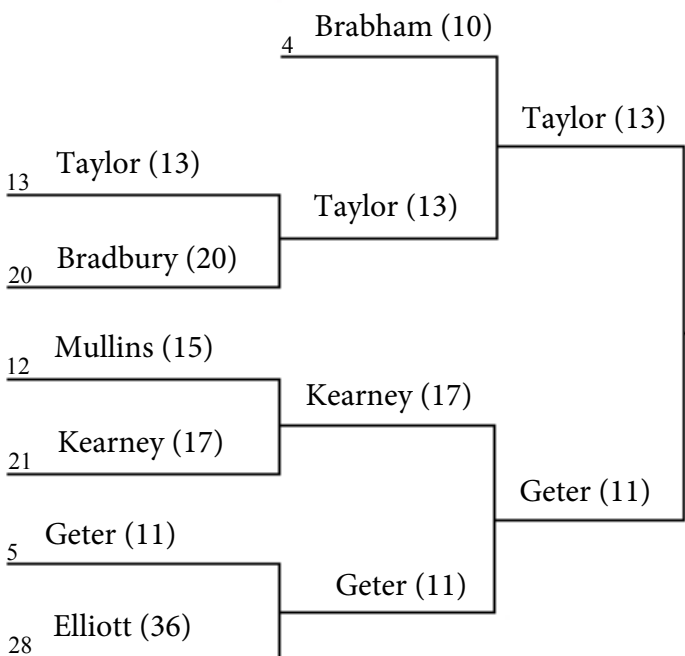 Brabham (10)
4
Taylor (13)
Taylor (13)
13
Taylor (13)
Bradbury (20)
20
Mullins (15)
12
Kearney (17)
Kearney (17)
21
Geter (11)
Geter (11)
5
Geter (11)
Elliott (36)
28